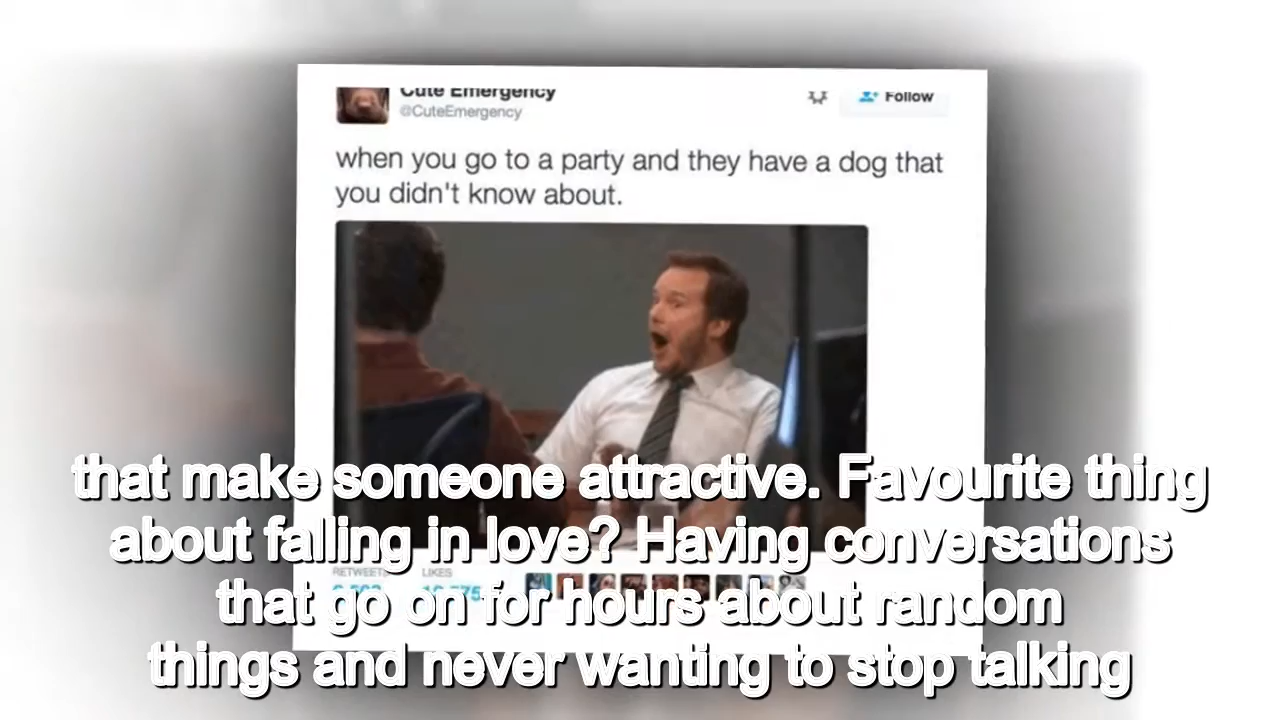 Cute Emergency
@CuteEmergency
Follow
when you go to a party and they have a dog that
you didn't know about.
RETWEETS
LIKES
that make someone attractive. Favourite thing
about falling in love? Having conversations
that go on for hours about random
things and never wanting to stop talking